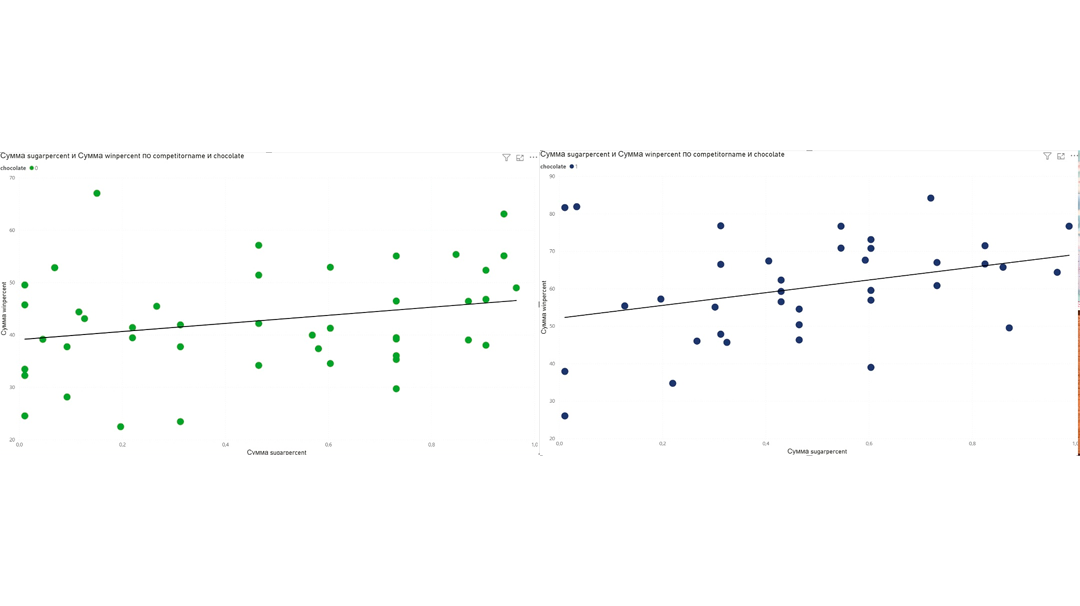 Сумма sugarpercent и Сумма winpercent по competitorname и chocolate
chocolate 0
70
60
50
40
30
20
Сумма winpercent
0,0 0,2 0,4 0,6 0,8 1,0
Сумма sugarpercent
Сумма sugarpercent и Сумма winpercent по competitorname и chocolate
chocolate 1
90
80
70
60
50
40
30
20
Сумма winpercent
0,0 0,2 0,4 0,6 0,8 1,0
Сумма sugarpercent